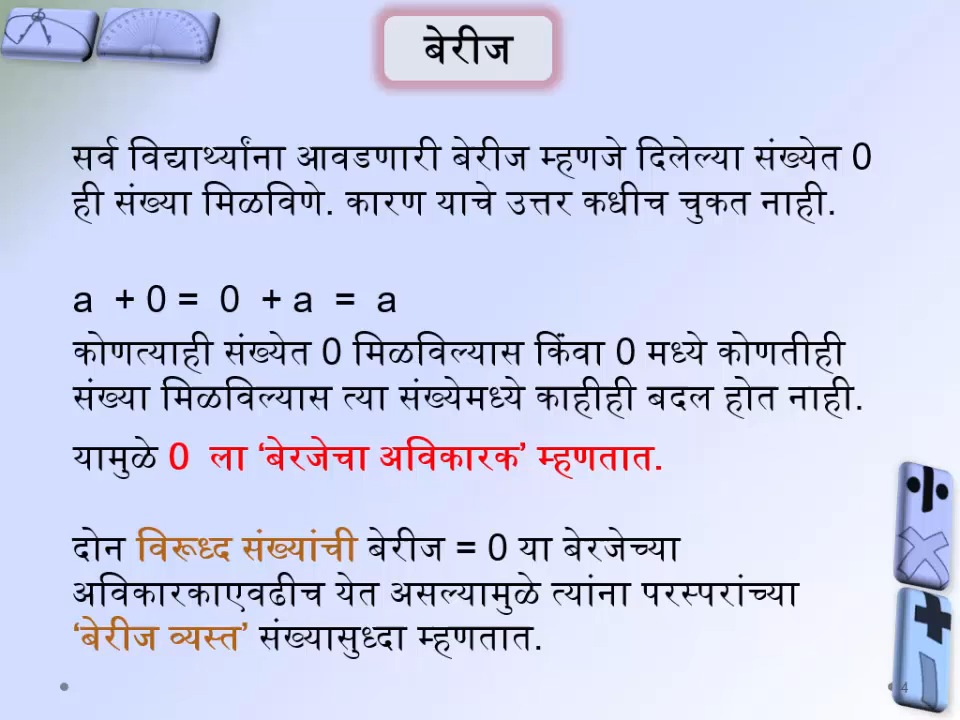 बेरीज
सर्व विद्यार्थ्यांना आवडणारी बेरीज म्हणजे दिलेल्या संख्येत 0
ही संख्या मिळविणे. कारण याचे उत्तर कधीच चुकत नाही.
a + 0 = 0 + a = a
कोणत्याही संख्येत 0 मिळविल्यास किंवा 0 मध्ये कोणतीही
संख्या मिळविल्यास त्या संख्येमध्ये काहीही बदल होत नाही.
यामुळे 0 ला ‘बेरजेचा अविकारक’ म्हणतात.
दोन विरूध्द संख्यांची बेरीज = 0 या बेरजेच्या
अविकारकाएवढीच येत असल्यामुळे त्यांना परस्परांच्या
‘बेरीज व्यस्त’ संख्यासुध्दा म्हणतात.
4